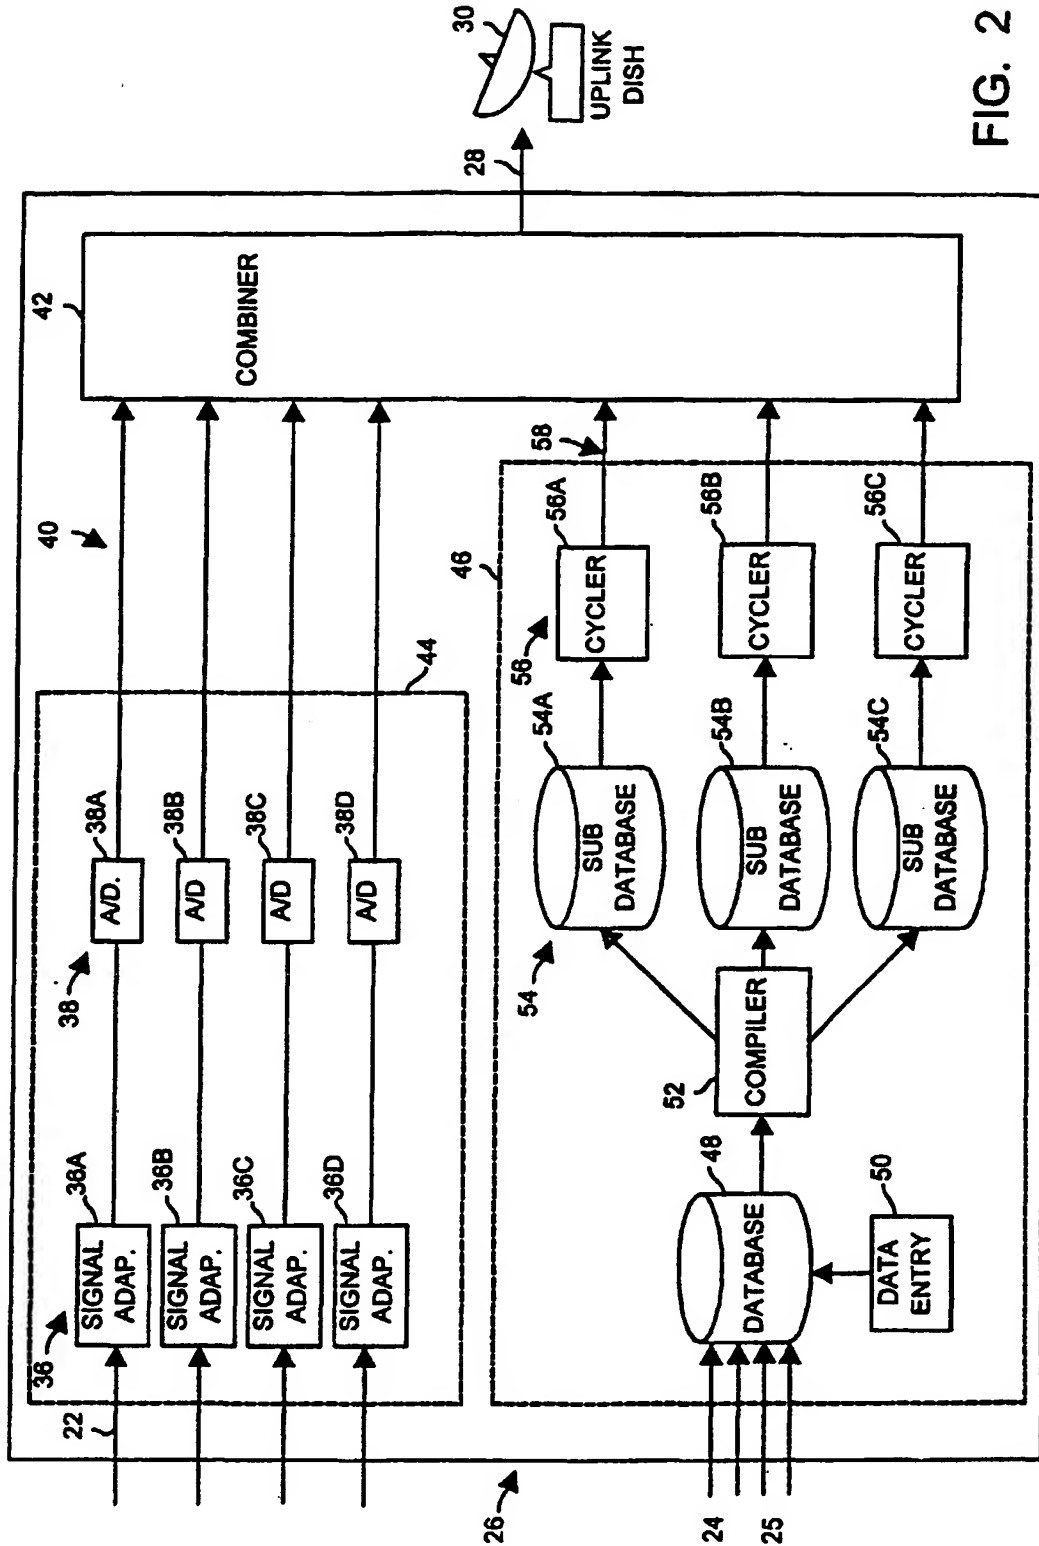 26
22
36
SIGNAL
ADAP.
36A
SIGNAL
ADAP.
36B
SIGNAL
ADAP.
36C
SIGNAL
ADAP.
36D
38
A/D.
38A
A/D
38B
A/D
38C
A/D
38D
44
40
42
COMBINER
28
30
UPLINK
DISH
24
25
DATABASE
48
DATA
ENTRY
50
COMPILER
52
54
SUB
DATABASE
54A
SUB
DATABASE
54B
SUB
DATABASE
54C
46
56
CYCLER
56A
CYCLER
56B
CYCLER
56C
58
FIG. 2